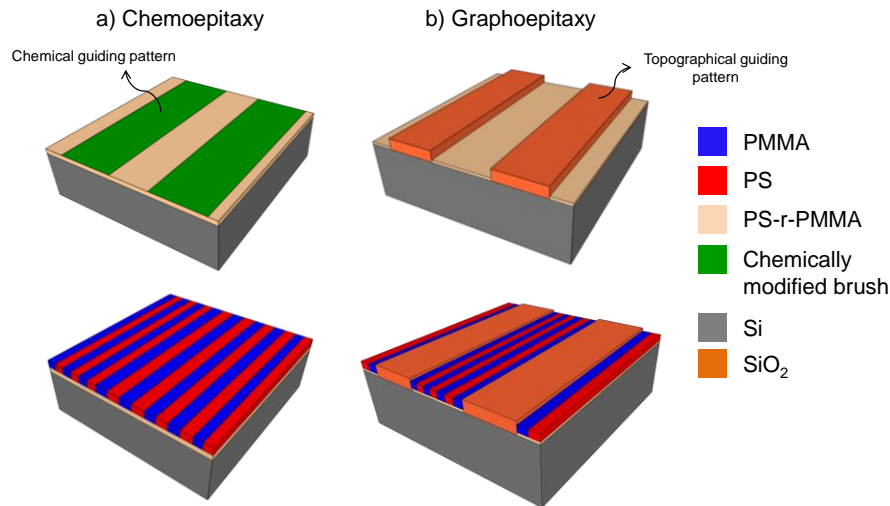 a) Chemoepitaxy
b) Graphoepitaxy
Chemical guiding pattern
Topographical guiding
pattern
PMMA
PS
PS-r-PMMA
Chemically
modified brush
Si
SiO₂